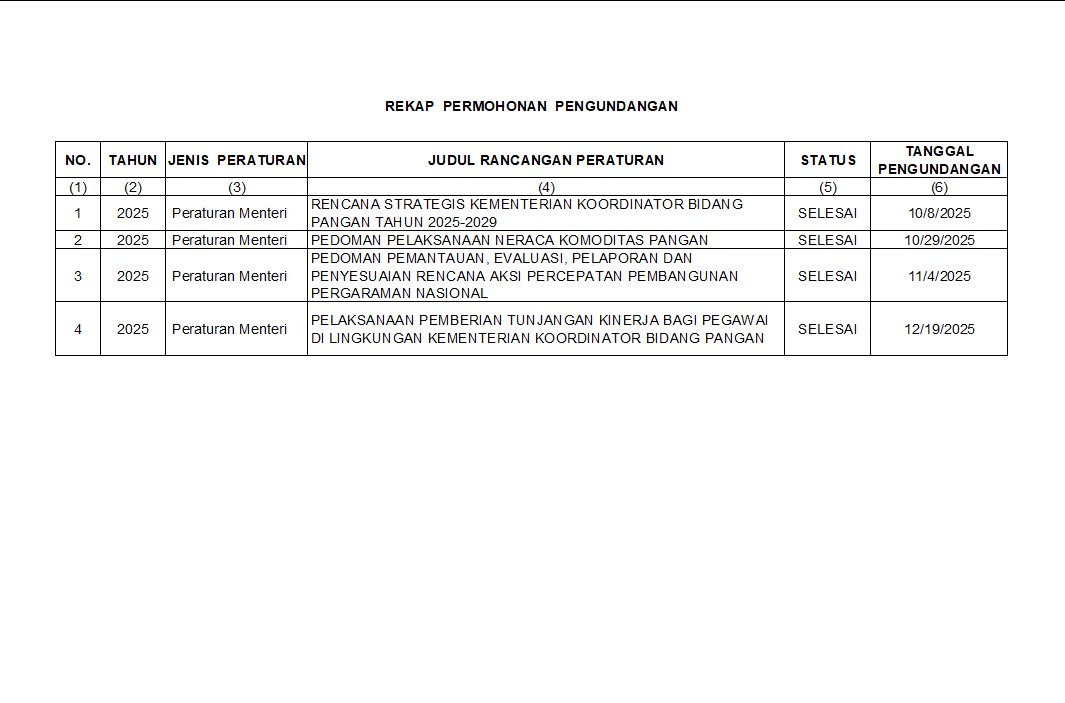 REKAP PERMOHONAN PENGUNDANGAN
NO. TAHUN JENIS PERATURAN JUDUL RANCANGAN PERATURAN STATUS TANGGAL PENGUNDANGAN
(1) (2) (3) (4) (5) (6)
1 2025 Peraturan Menteri RENCANA STRATEGIS KEMENTERIAN KOORDINATOR BIDANG
PANGAN TAHUN 2025-2029 SELESAI 10/8/2025
2 2025 Peraturan Menteri PEDOMAN PELAKSANAAN NERACA KOMODITAS PANGAN SELESAI 10/29/2025
3 2025 Peraturan Menteri PEDOMAN PEMANTAUAN, EVALUASI, PELAPORAN DAN
PENYESUAIAN RENCANA AKSI PERCEPATAN PEMBANGUNAN
PERGARAMAN NASIONAL SELESAI 11/4/2025
4 2025 Peraturan Menteri PELAKSANAAN PEMBERIAN TUNJANGAN KINERJA BAGI PEGAWAI
DI LINGKUNGAN KEMENTERIAN KOORDINATOR BIDANG PANGAN SELESAI 12/19/2025